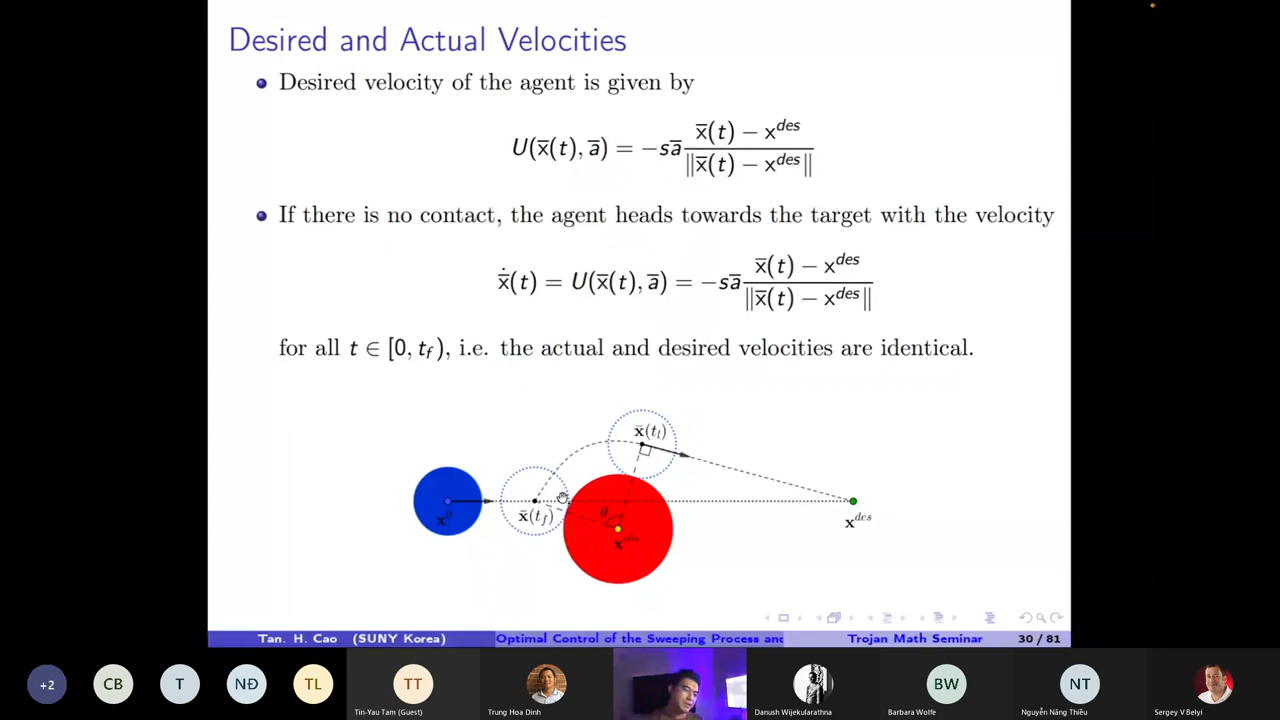 Desired and Actual Velocities
Desired velocity of the agent is given by
U(x̄(t), ā) = −sā (x̄(t) − x^des) / ‖x̄(t) − x^des‖
If there is no contact, the agent heads towards the target with the velocity
ẋ̄(t) = U(x̄(t), ā) = −sā (x̄(t) − x^des) / ‖x̄(t) − x^des‖
for all t ∈ [0, t_f), i.e. the actual and desired velocities are identical.
x̄(t_l)
x^0
x̄(t_f)
θ
x^obs
x^des
Tan. H. Cao (SUNY Korea)
Optimal Control of the Sweeping Process and
Trojan Math Seminar
30 / 81
+2
CB
T
NĐ
TL
TT
BW
NT
Tin-Yau Tam (Guest)
Trung Hoa Dinh
Danush Wijekularathna
Barbara Wolfe
Nguyễn Năng Thiều
Sergey V Belyi